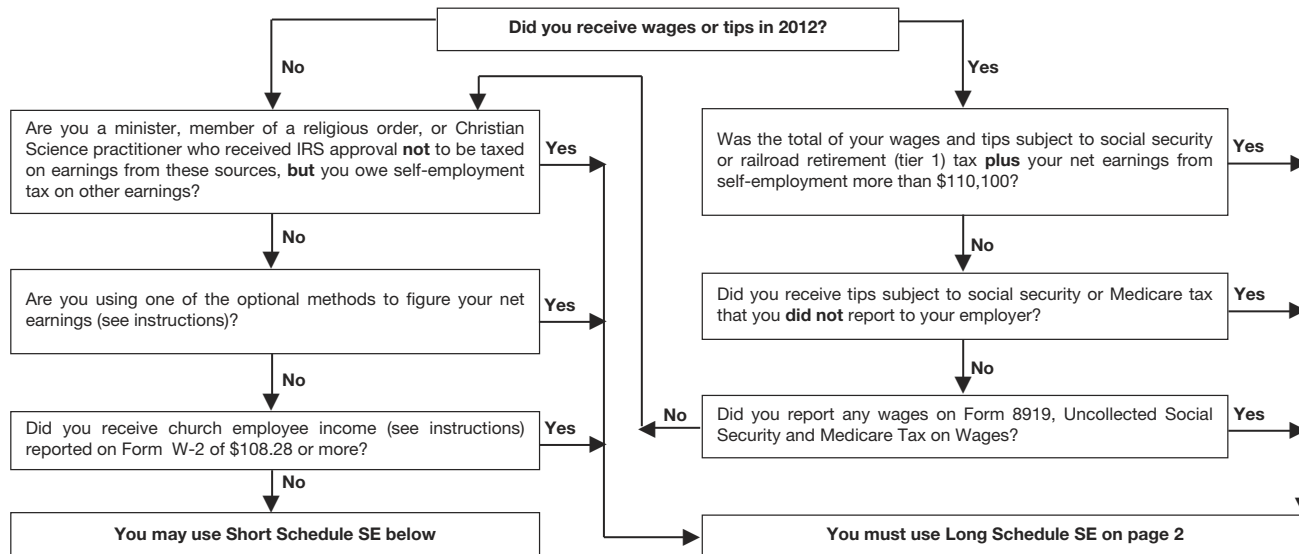 Did you receive wages or tips in 2012?
No
Yes
Are you a minister, member of a religious order, or Christian
Science practitioner who received IRS approval not to be taxed
on earnings from these sources, but you owe self-employment
tax on other earnings?
Yes
Was the total of your wages and tips subject to social security
or railroad retirement (tier 1) tax plus your net earnings from
self-employment more than $110,100?
Yes
No
No
Are you using one of the optional methods to figure your net
earnings (see instructions)?
Yes
Did you receive tips subject to social security or Medicare tax
that you did not report to your employer?
Yes
No
No
Did you receive church employee income (see instructions)
reported on Form W-2 of $108.28 or more?
Yes
No
Did you report any wages on Form 8919, Uncollected Social
Security and Medicare Tax on Wages?
Yes
No
You may use Short Schedule SE below
You must use Long Schedule SE on page 2